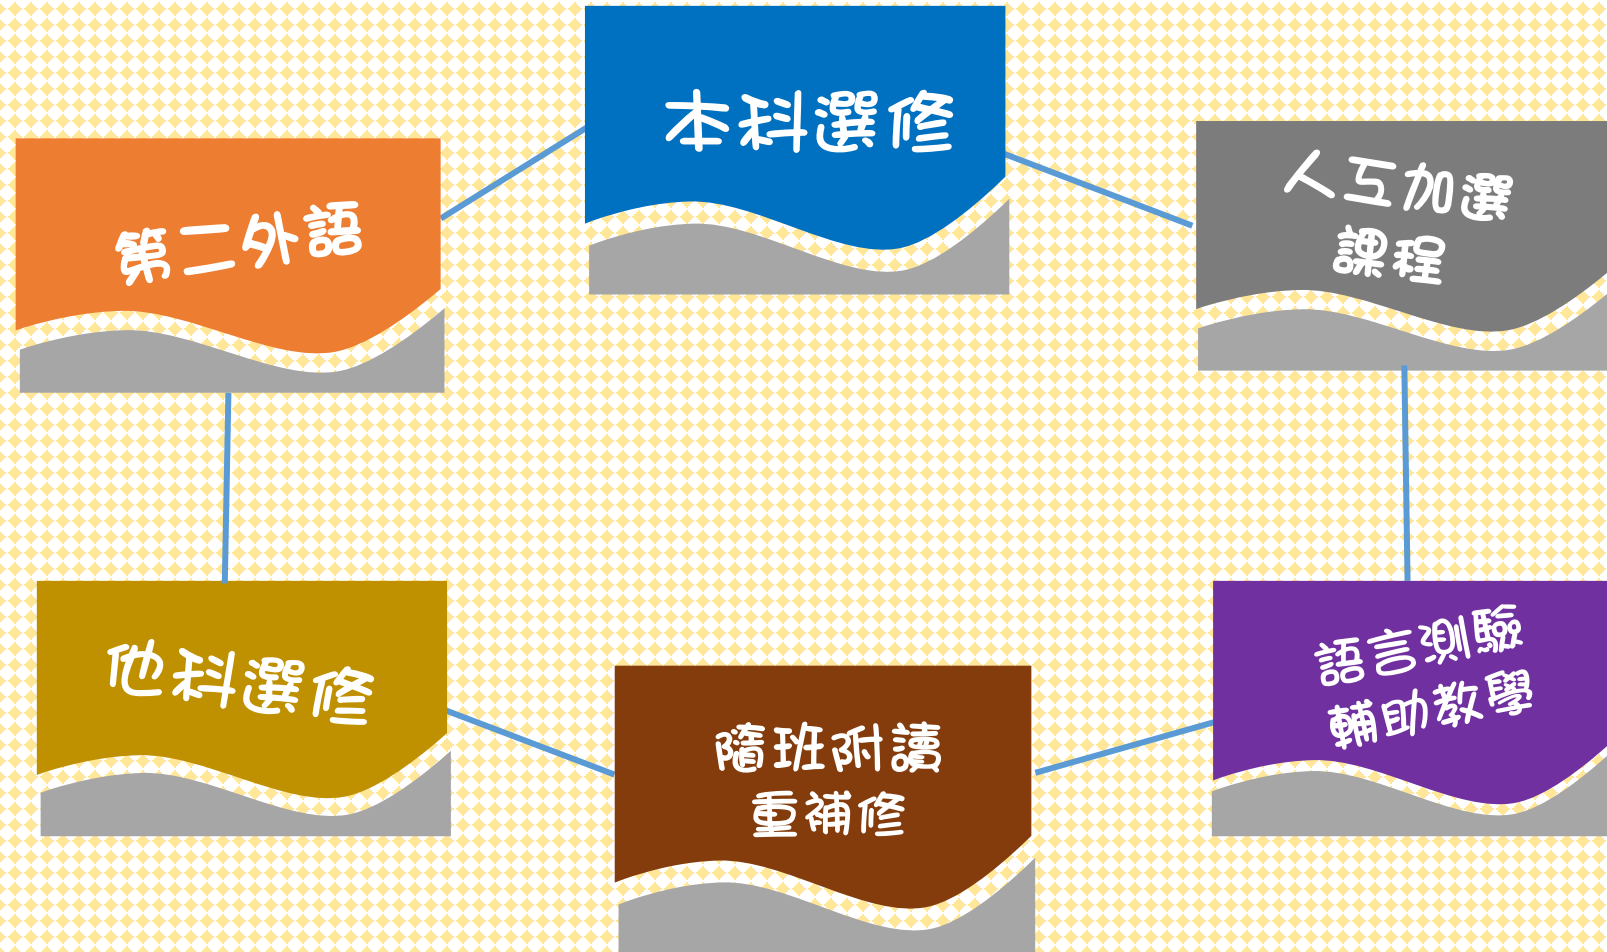 本科選修
第二外語
人互加選
課程
他科選修
語言測驗
輔助教學
隨班附讀
重補修